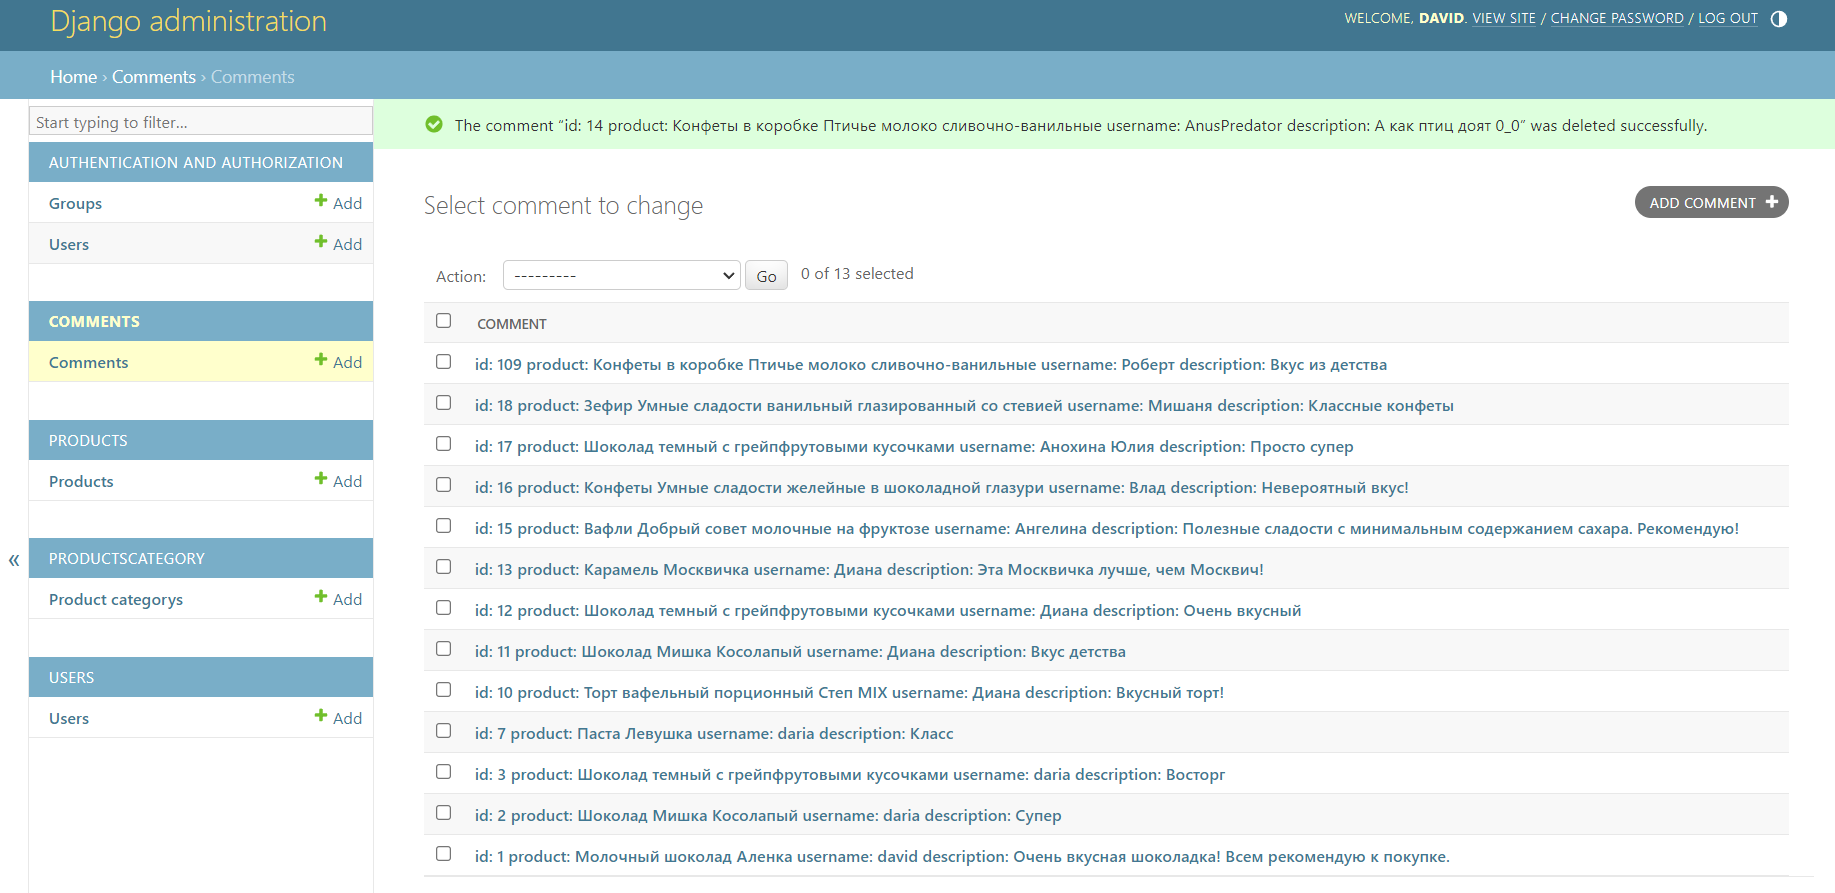 Django administration
WELCOME, DAVID. VIEW SITE / CHANGE PASSWORD / LOG OUT
Home › Comments › Comments
Start typing to filter...
AUTHENTICATION AND AUTHORIZATION
Groups + Add
Users + Add
COMMENTS
Comments + Add
PRODUCTS
Products + Add
«
PRODUCTSCATEGORY
Product categorys + Add
USERS
Users + Add
The comment “id: 14 product: Конфеты в коробке Птичье молоко сливочно-ванильные username: AnusPredator description: А как птиц доят 0_0” was deleted successfully.
Select comment to change
ADD COMMENT +
Action: --------- Go 0 of 13 selected
COMMENT
id: 109 product: Конфеты в коробке Птичье молоко сливочно-ванильные username: Роберт description: Вкус из детства
id: 18 product: Зефир Умные сладости ванильный глазированный со стевией username: Мишаня description: Классные конфеты
id: 17 product: Шоколад темный с грейпфрутовыми кусочками username: Анохина Юлия description: Просто супер
id: 16 product: Конфеты Умные сладости желейные в шоколадной глазури username: Влад description: Невероятный вкус!
id: 15 product: Вафли Добрый совет молочные на фруктозе username: Ангелина description: Полезные сладости с минимальным содержанием сахара. Рекомендую!
id: 13 product: Карамель Москвичка username: Диана description: Эта Москвичка лучше, чем Москвич!
id: 12 product: Шоколад темный с грейпфрутовыми кусочками username: Диана description: Очень вкусный
id: 11 product: Шоколад Мишка Косолапый username: Диана description: Вкус детства
id: 10 product: Торт вафельный порционный Степ MIX username: Диана description: Вкусный торт!
id: 7 product: Паста Левушка username: daria description: Класс
id: 3 product: Шоколад темный с грейпфрутовыми кусочками username: daria description: Восторг
id: 2 product: Шоколад Мишка Косолапый username: daria description: Супер
id: 1 product: Молочный шоколад Аленка username: david description: Очень вкусная шоколадка! Всем рекомендую к покупке.